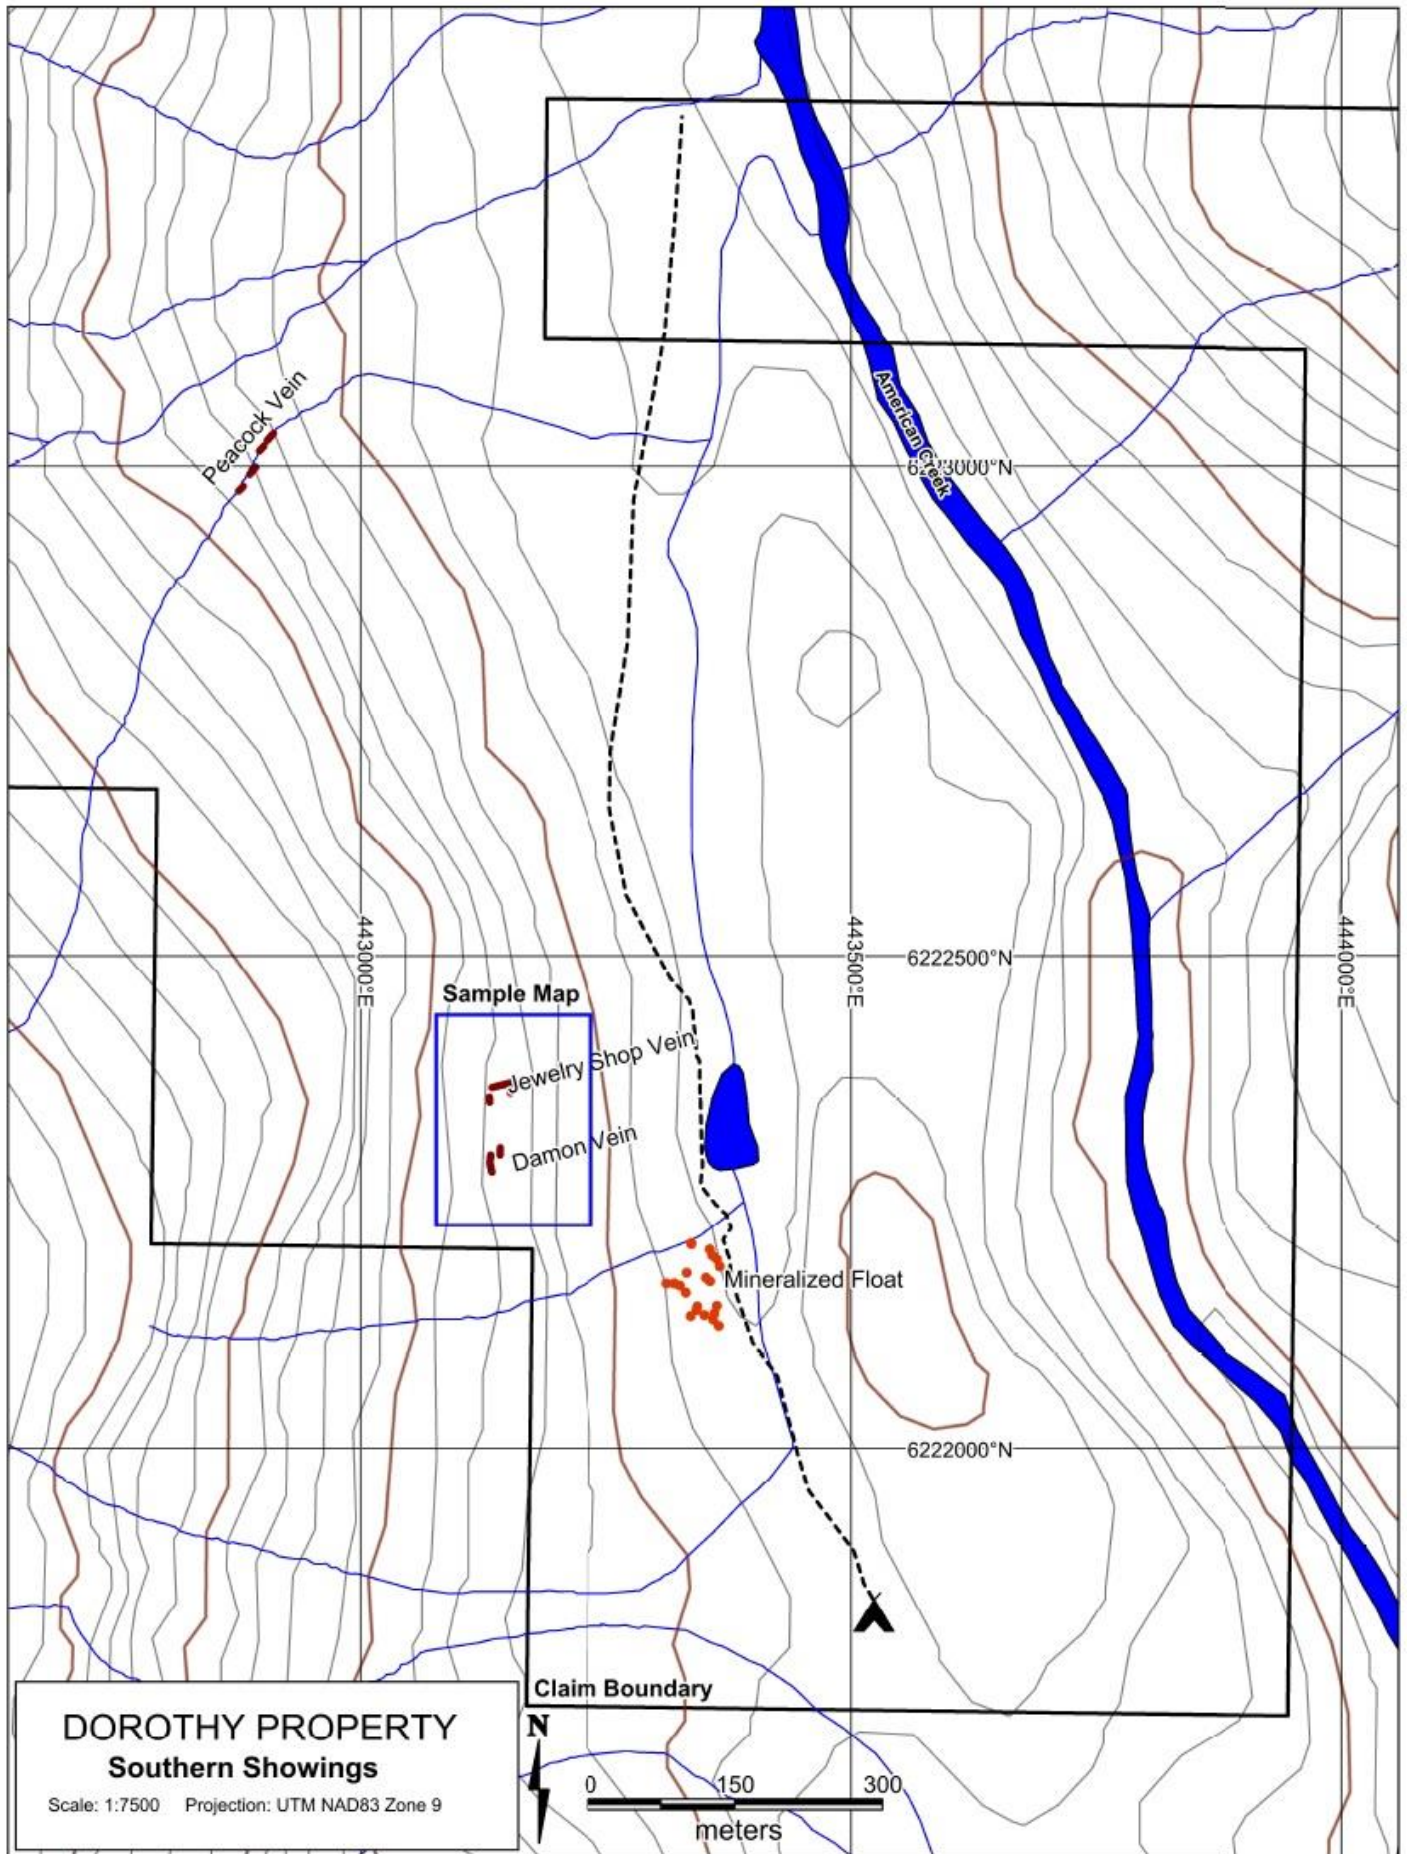 Peacock Vein
American Creek
6223000°N
443000°E
443500°E
444000°E
6222500°N
Sample Map
Jewelry Shop Vein
Damon Vein
Mineralized Float
6222000°N
Claim Boundary
DOROTHY PROPERTY
Southern Showings
Scale: 1:7500 Projection: UTM NAD83 Zone 9
N
0 150 300
meters